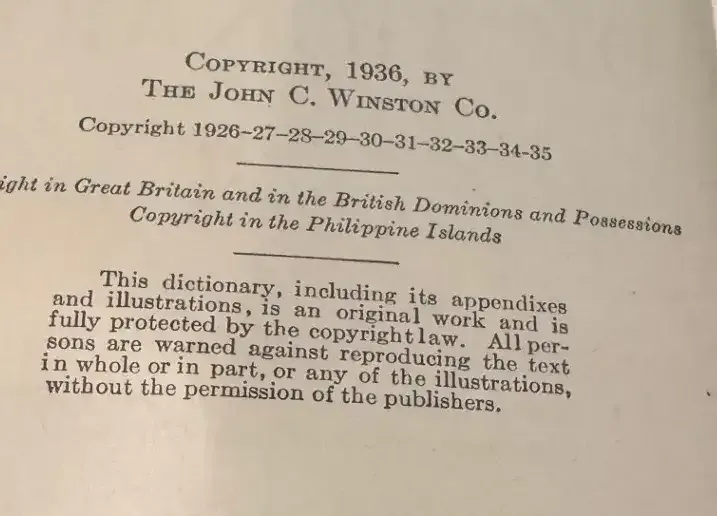 COPYRIGHT, 1936, BY
THE JOHN C. WINSTON CO.
Copyright 1926–27–28–29–30–31–32–33–34-35
in Great Britain and in the British Dominions and Possessions
Copyright in the Philippine Islands
This dictionary, including its appendixes
and illustrations, is an original work and is
fully protected by the copyright law. All per-
sons are warned against reproducing the text
in whole or in part, or any of the illustrations,
without the permission of the publishers.